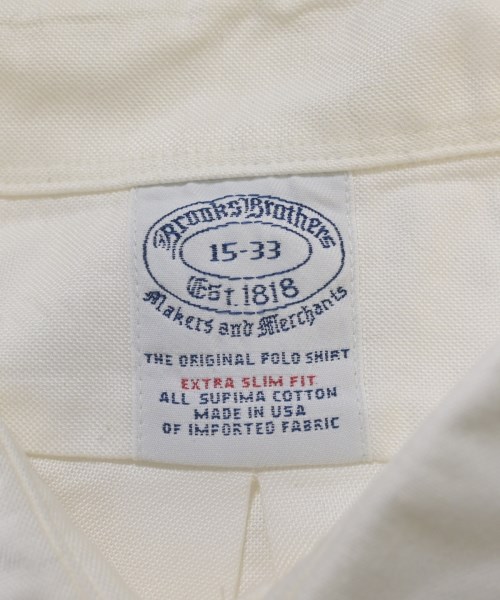 Brooks Brothers
15-33
Est. 1818
Makers and Merchants
THE ORIGINAL POLO SHIRT
EXTRA SLIM FIT
ALL SUPIMA COTTON
MADE IN USA
OF IMPORTED FABRIC